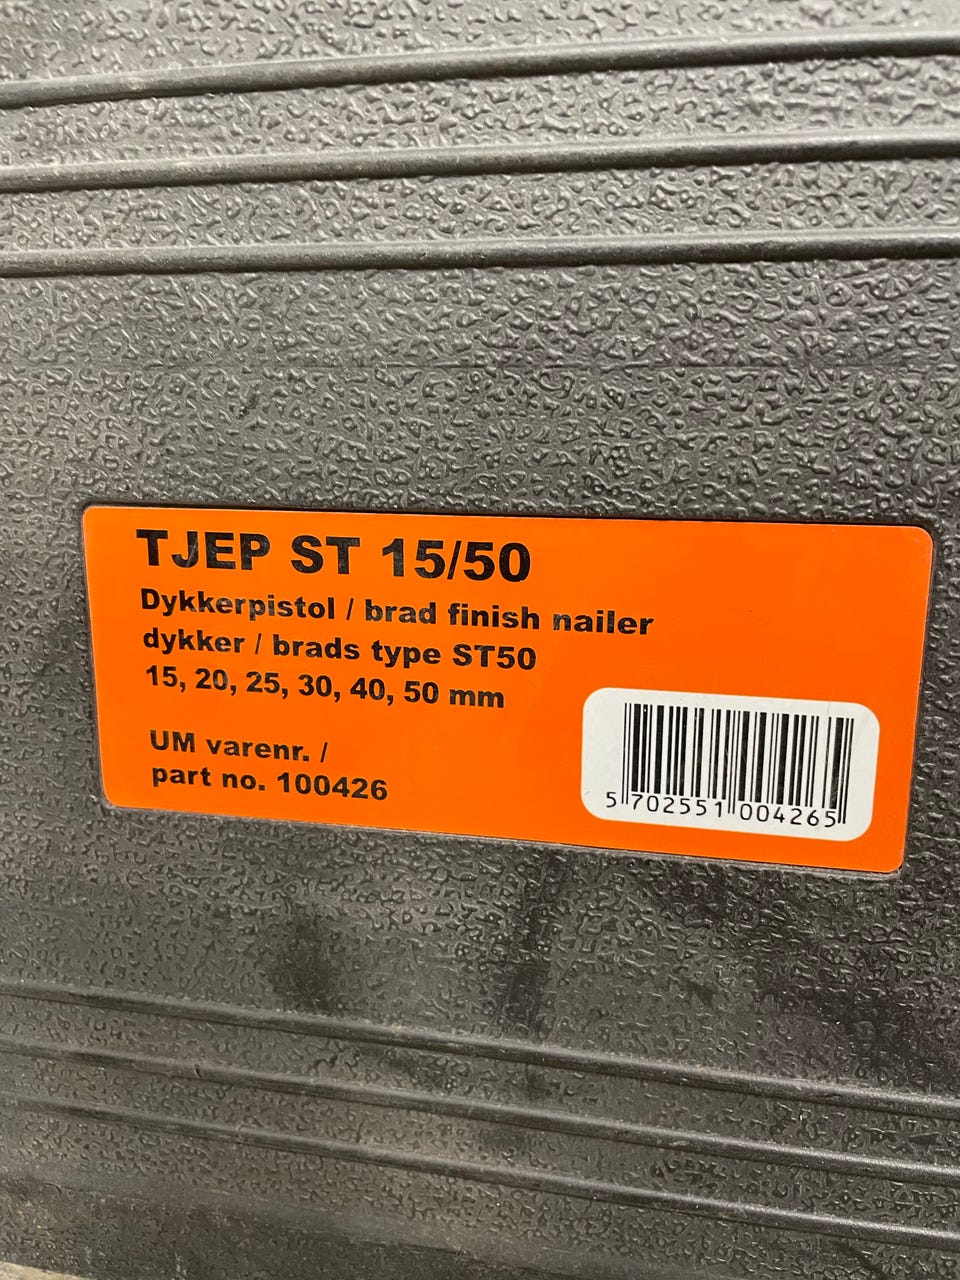 TJEP ST 15/50
Dykkerpistol / brad finish nailer
dykker / brads type ST50
15, 20, 25, 30, 40, 50 mm
UM varenr. /
part no. 100426
5 702551 004265